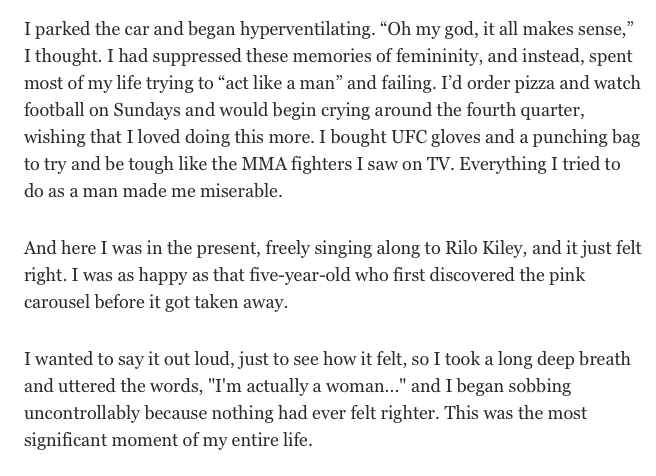 I parked the car and began hyperventilating. “Oh my god, it all makes sense,”
I thought. I had suppressed these memories of femininity, and instead, spent
most of my life trying to “act like a man” and failing. I’d order pizza and watch
football on Sundays and would begin crying around the fourth quarter,
wishing that I loved doing this more. I bought UFC gloves and a punching bag
to try and be tough like the MMA fighters I saw on TV. Everything I tried to
do as a man made me miserable.
And here I was in the present, freely singing along to Rilo Kiley, and it just felt
right. I was as happy as that five-year-old who first discovered the pink
carousel before it got taken away.
I wanted to say it out loud, just to see how it felt, so I took a long deep breath
and uttered the words, "I'm actually a woman..." and I began sobbing
uncontrollably because nothing had ever felt righter. This was the most
significant moment of my entire life.